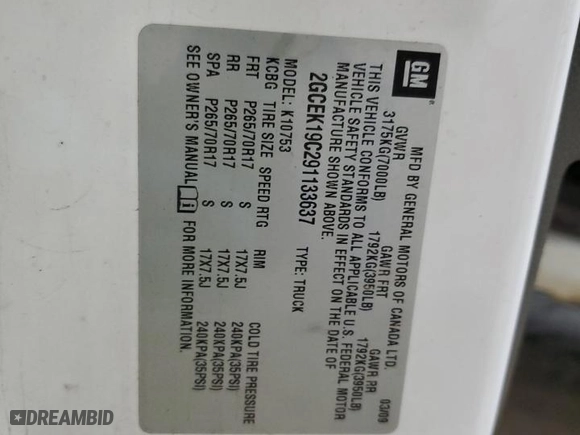 GM
MFD BY GENERAL MOTORS OF CANADA LTD. 03/09
GVWR GAWR FRT GAWR RR
3175KG(7000LB) 1792KG(3950LB) 1792KG(3950LB)
THIS VEHICLE CONFORMS TO ALL APPLICABLE U.S. FEDERAL MOTOR
VEHICLE SAFETY STANDARDS IN EFFECT ON THE DATE OF
MANUFACTURE SHOWN ABOVE.
2GCEK19C291133637 TYPE: TRUCK
MODEL: K10753
KCBG TIRE SIZE SPEED RTG RIM COLD TIRE PRESSURE
FRT P265/70R17 S 17X7.5J 240KPA(35PSI)
RR P265/70R17 S 17X7.5J 240KPA(35PSI)
SPA P265/70R17 S 17X7.5J 240KPA(35PSI)
SEE OWNER'S MANUAL FOR MORE INFORMATION.
DREAMBID